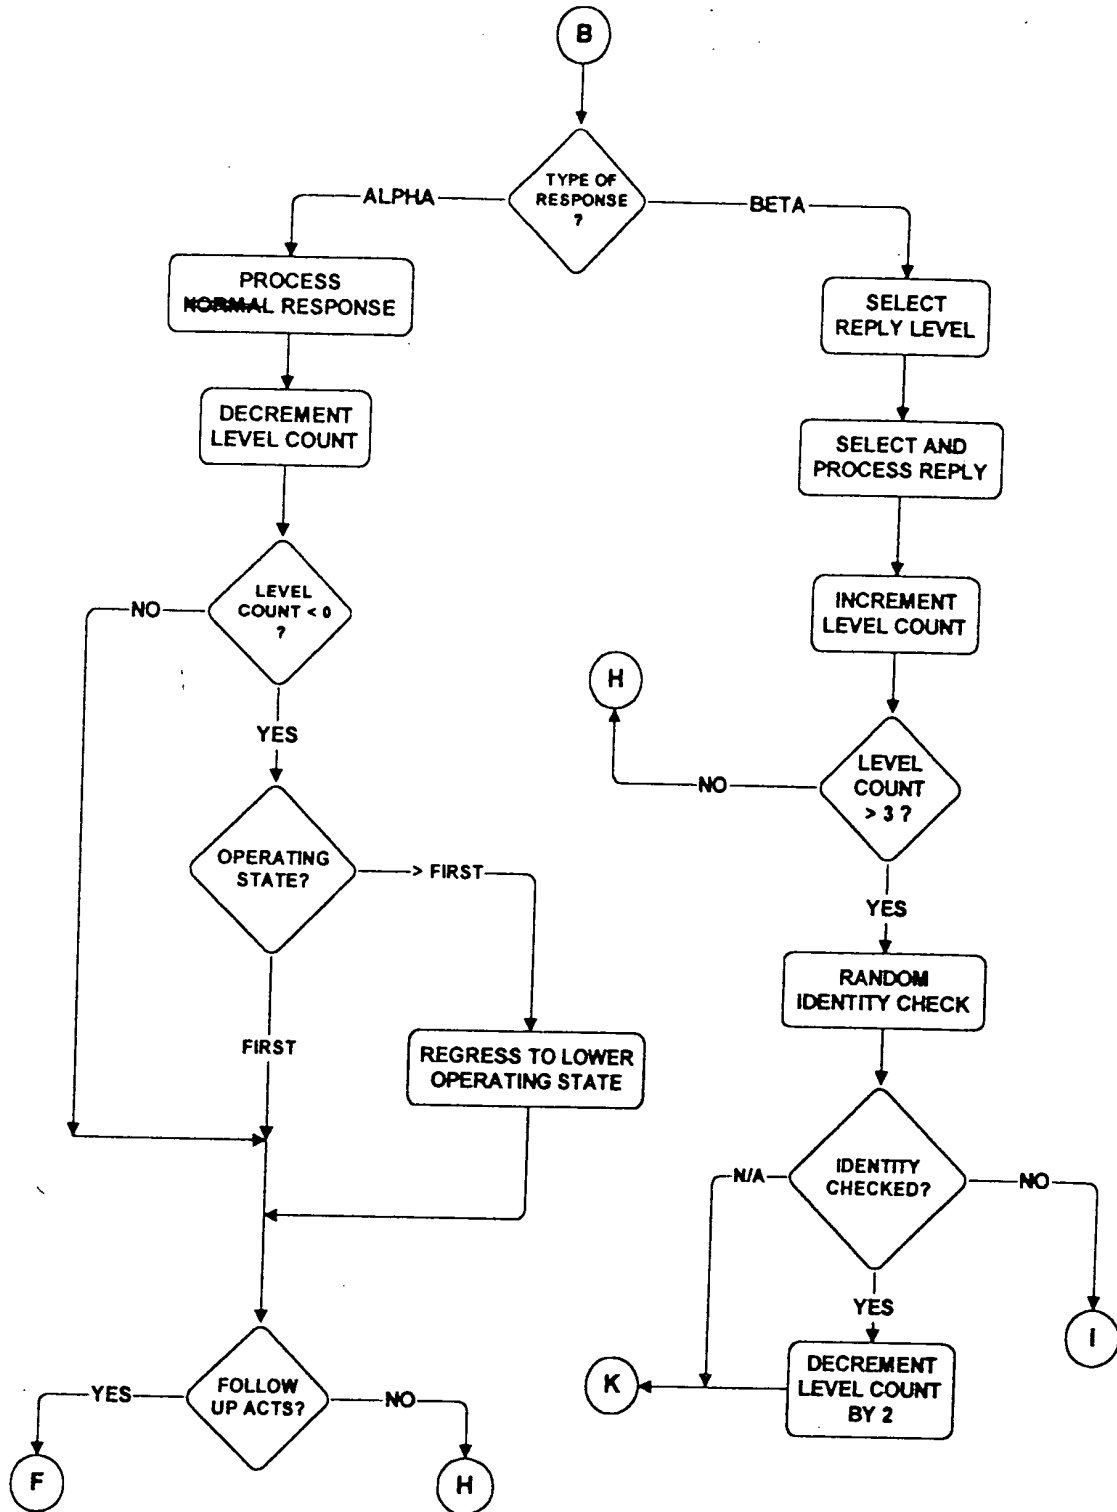 B
TYPE OF
RESPONSE
?
ALPHA
BETA
PROCESS
NORMAL RESPONSE
DECREMENT
LEVEL COUNT
LEVEL
COUNT < 0
?
NO
YES
OPERATING
STATE?
> FIRST
FIRST
REGRESS TO LOWER
OPERATING STATE
FOLLOW
UP ACTS?
YES
NO
F
H
SELECT
REPLY LEVEL
SELECT AND
PROCESS REPLY
INCREMENT
LEVEL COUNT
H
LEVEL
COUNT
> 3 ?
NO
YES
RANDOM
IDENTITY CHECK
IDENTITY
CHECKED?
N/A
NO
YES
I
DECREMENT
LEVEL COUNT
BY 2
K